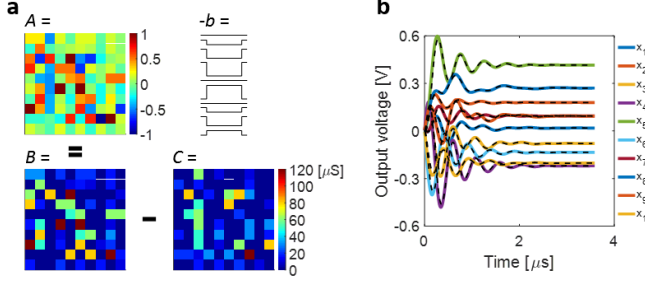 a
A =
-b =
1
0.5
0
-0.5
-1
=
B =
C =
120 [µS]
100
80
60
40
20
0
-
b
Output voltage [V]
0.6
0.3
0
-0.3
-0.6
0
2
4
Time [µs]
x₁
x₂
x₃
x₄
x₅
x₆
x₇
x₈
x₉
x₁